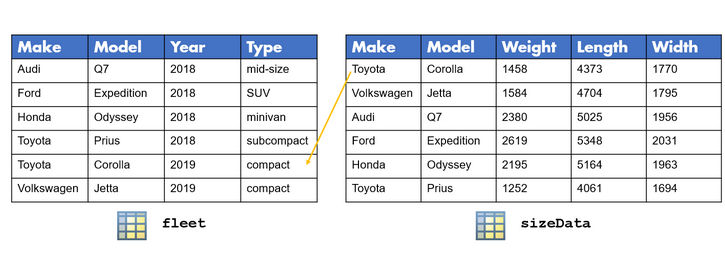 Make Model Year Type
Audi Q7 2018 mid-size
Ford Expedition 2018 SUV
Honda Odyssey 2018 minivan
Toyota Prius 2018 subcompact
Toyota Corolla 2019 compact
Volkswagen Jetta 2019 compact
fleet
Make Model Weight Length Width
Toyota Corolla 1458 4373 1770
Volkswagen Jetta 1584 4704 1795
Audi Q7 2380 5025 1956
Ford Expedition 2619 5348 2031
Honda Odyssey 2195 5164 1963
Toyota Prius 1252 4061 1694
sizeData